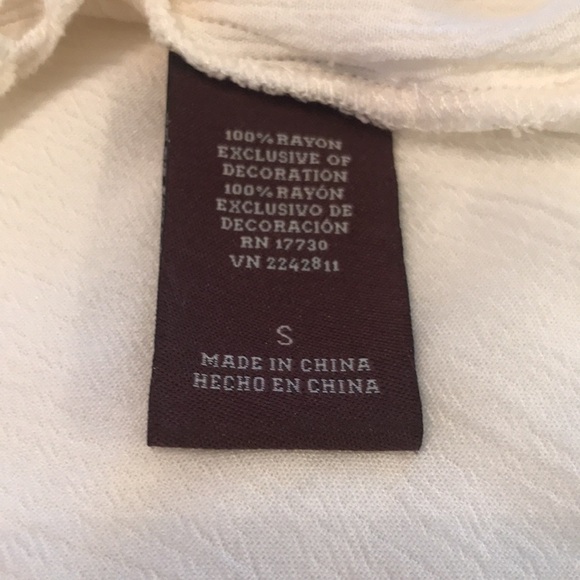 100% RAYON
EXCLUSIVE OF
DECORATION
100% RAYÓN
EXCLUSIVO DE
DECORACIÓN
RN 17730
VN 2242811
S
MADE IN CHINA
HECHO EN CHINA